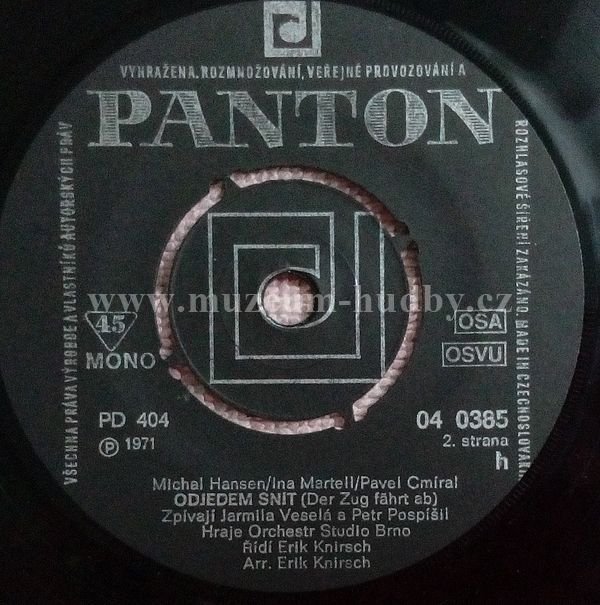 VŠECHNA PRÁVA VÝROBCE A VLASTNÍKŮ AUTORSKÝCH PRÁV
VYHRAŽENA. ROZMNOŽOVÁNÍ, VEŘEJNÉ PROVOZOVÁNÍ A
ROZHLASOVÉ ŠÍŘENÍ ZAKÁZÁNO. MADE IN CZECHOSLOVAKIA
PANTON
www.muzeum-hudby.cz
45
MONO
OSA
OSVU
PD 404
℗ 1971
04 0385
2. strana
h
Michal Hansen/Ina Martell/Pavel Cmíral
ODJEDEM SNÍT (Der Zug fährt ab)
Zpívají Jarmila Veselá a Petr Pospíšil
Hraje Orchestr Studio Brno
Řídí Erik Knirsch
Arr. Erik Knirsch